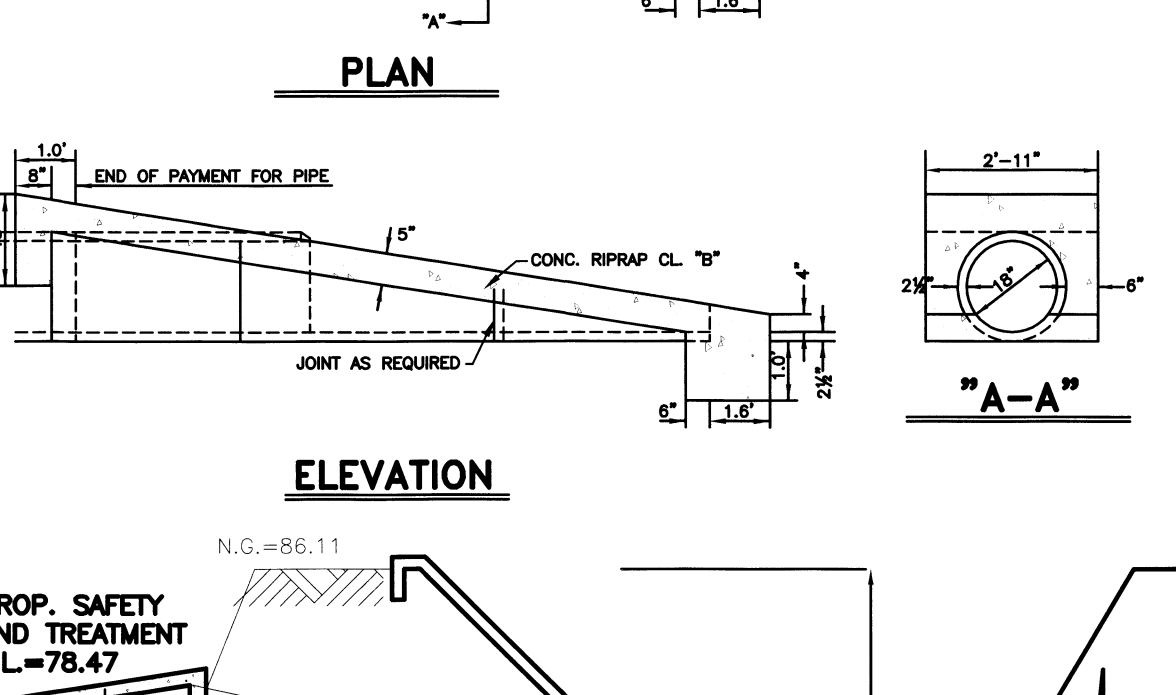 "A"
6"
1.6'
PLAN
1.0'
8"
END OF PAYMENT FOR PIPE
5"
CONC. RIPRAP CL. "B"
4"
JOINT AS REQUIRED
1.0'
2½"
6"
1.6'
2'-11"
2½"
18"
6"
"A-A"
ELEVATION
N.G.=86.11
SAFETY
TREATMENT
=78.47